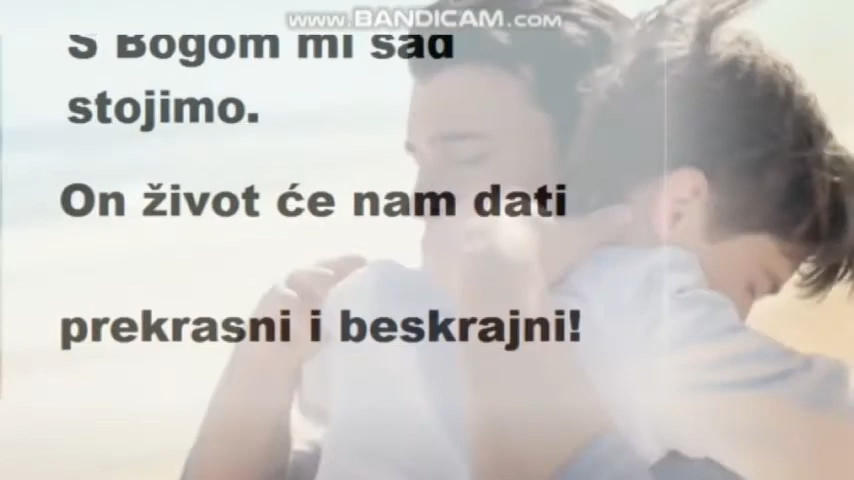 www.BANDICAM.com
S Bogom mi sad
stojimo.
On život će nam dati
prekrasni i beskrajni!